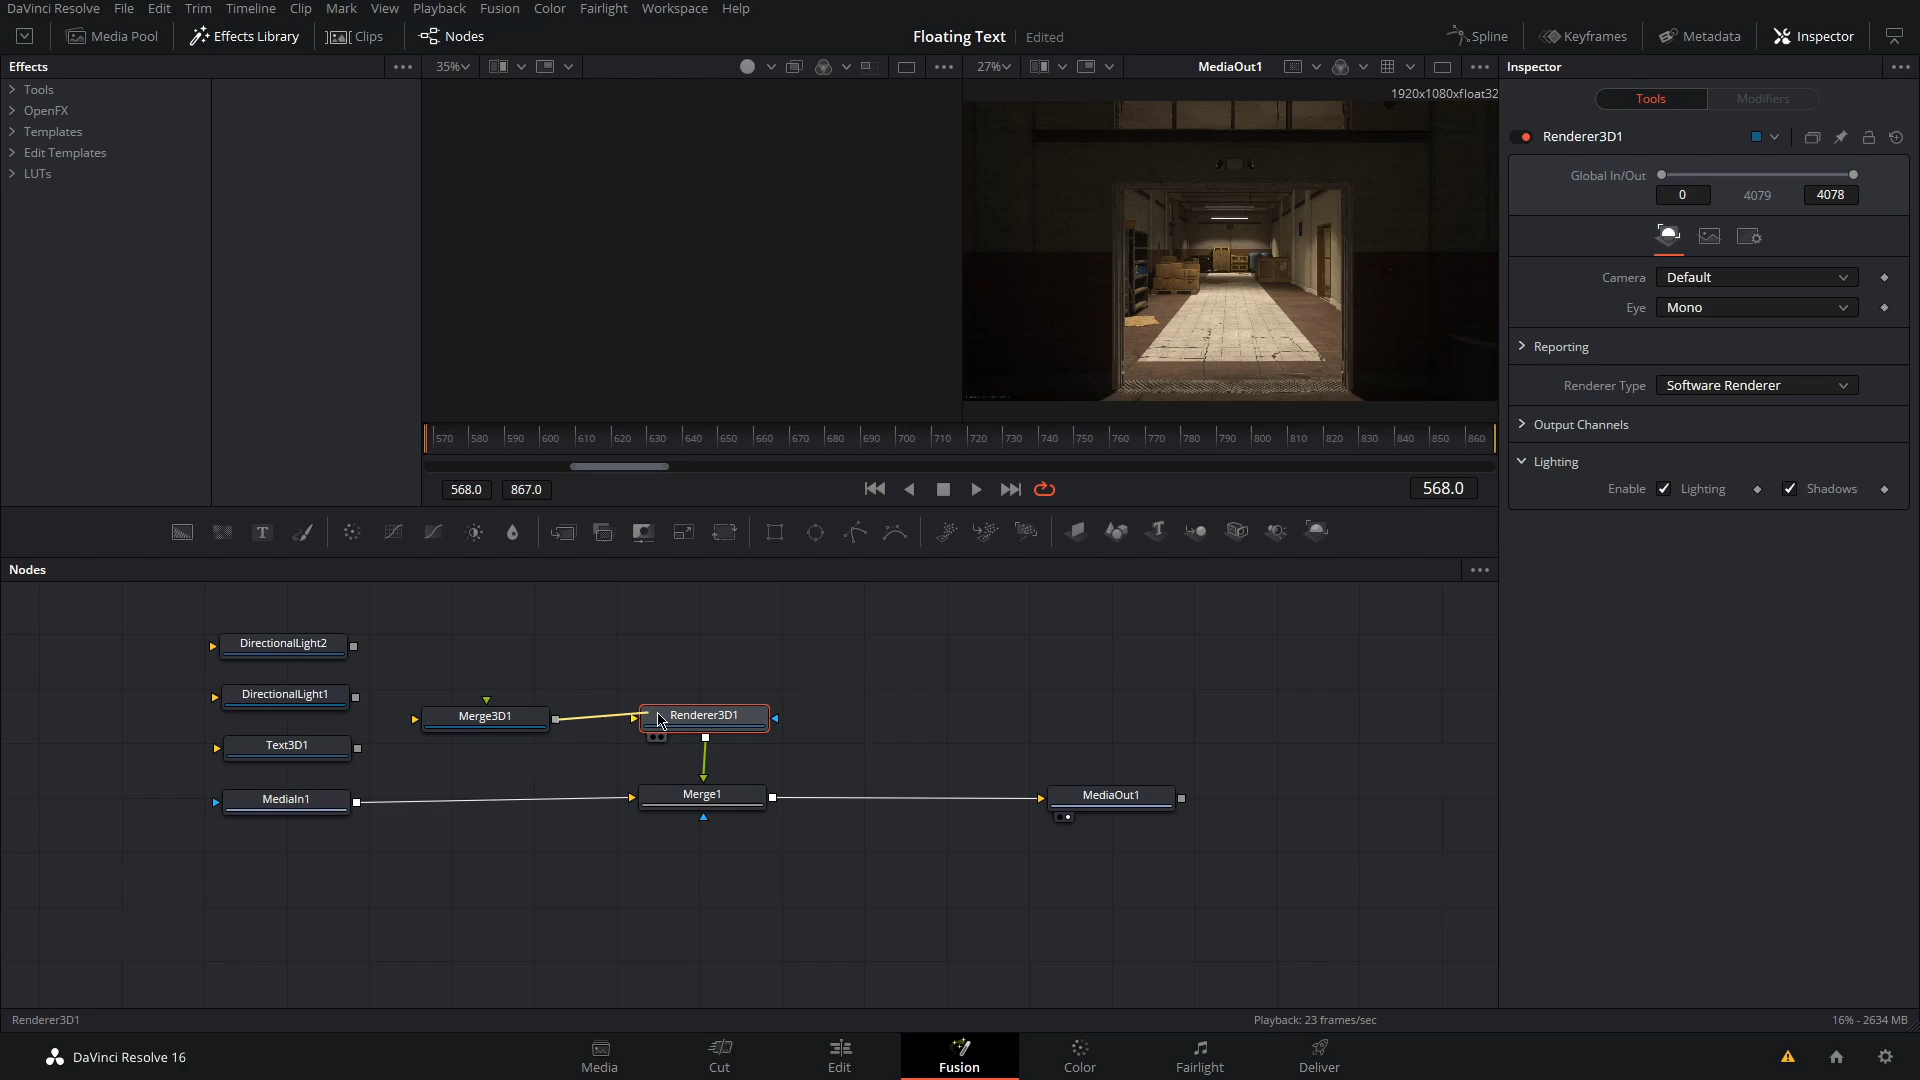 DaVinci Resolve File Edit Trim Timeline Clip Mark View Playback Fusion Color Fairlight Workspace Help
Media Pool Effects Library Clips Nodes Floating Text Edited Spline Keyframes Metadata Inspector
Effects 35% 27% MediaOut1 Inspector
Tools
OpenFX
Templates
Edit Templates
LUTs
1920x1080xfloat32
Tools Modifiers
Renderer3D1
Global In/Out
0 4079 4078
Camera Default
Eye Mono
Reporting
Renderer Type Software Renderer
Output Channels
Lighting
Enable Lighting Shadows
570 580 590 600 610 620 630 640 650 660 670 680 690 700 710 720 730 740 750 760 770 780 790 800 810 820 830 840 850 860
568.0 867.0 568.0
Nodes
DirectionalLight2
DirectionalLight1
Merge3D1 Renderer3D1
Text3D1
MediaIn1 Merge1 MediaOut1
Renderer3D1 Playback: 23 frames/sec 16% - 2634 MB
DaVinci Resolve 16 Media Cut Edit Fusion Color Fairlight Deliver